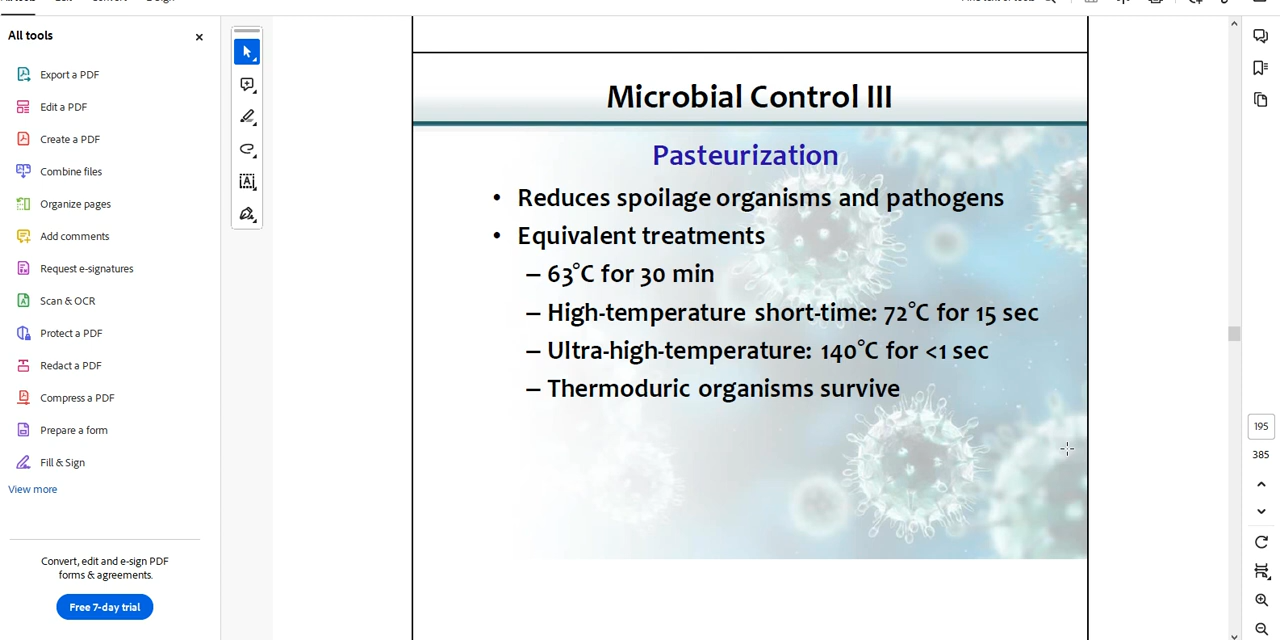 All tools
Export a PDF
Edit a PDF
Create a PDF
Combine files
Organize pages
Add comments
Request e-signatures
Scan & OCR
Protect a PDF
Redact a PDF
Compress a PDF
Prepare a form
Fill & Sign
View more
Convert, edit and e-sign PDF
forms & agreements.
Free 7-day trial
Microbial Control III
Pasteurization
• Reduces spoilage organisms and pathogens
• Equivalent treatments
– 63°C for 30 min
– High-temperature short-time: 72°C for 15 sec
– Ultra-high-temperature: 140°C for <1 sec
– Thermoduric organisms survive
195
385